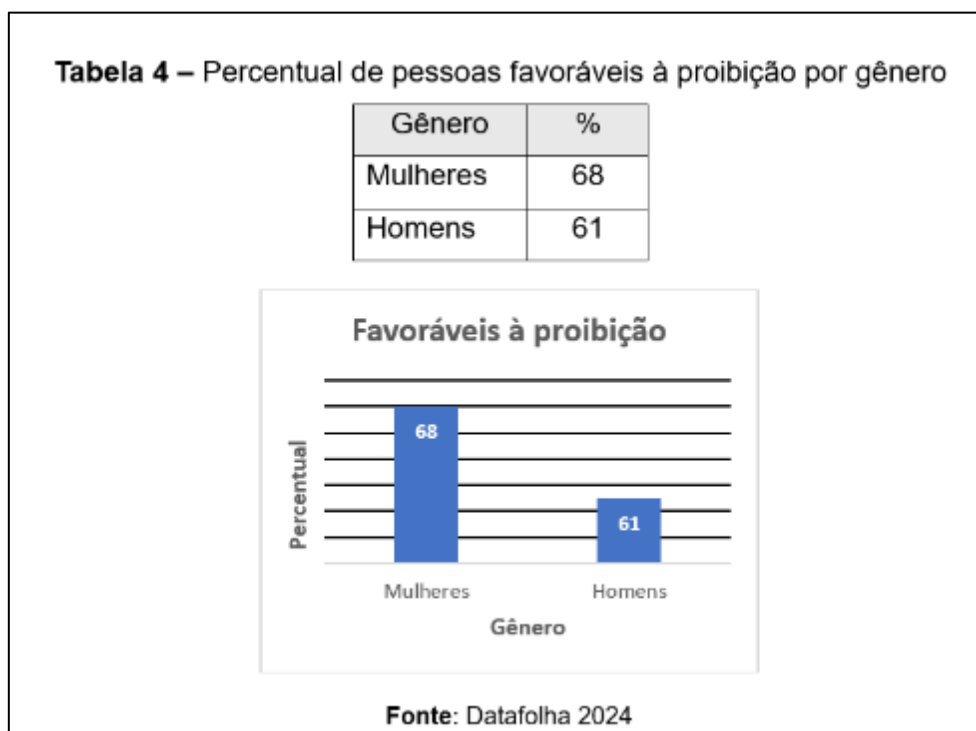 Tabela 4 – Percentual de pessoas favoráveis à proibição por gênero
Gênero %
Mulheres 68
Homens 61
Favoráveis à proibição
Percentual
68
61
Mulheres Homens
Gênero
Fonte: Datafolha 2024